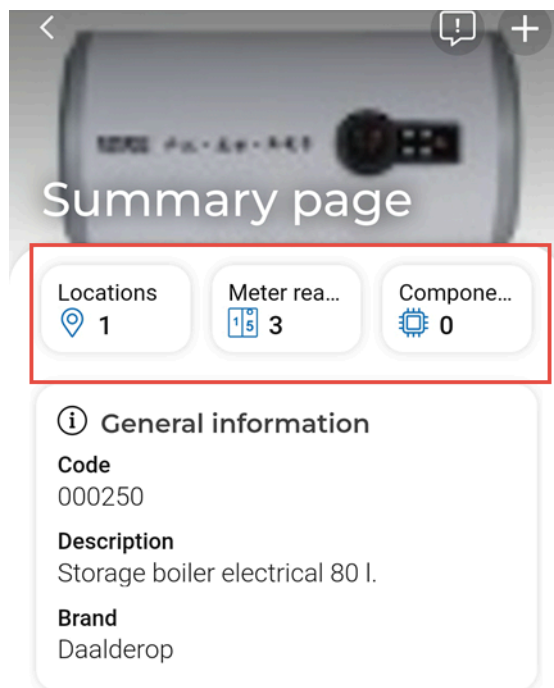 Summary page
Locations
1
Meter rea...
3
Compone...
0
General information
Code
000250
Description
Storage boiler electrical 80 l.
Brand
Daalderop